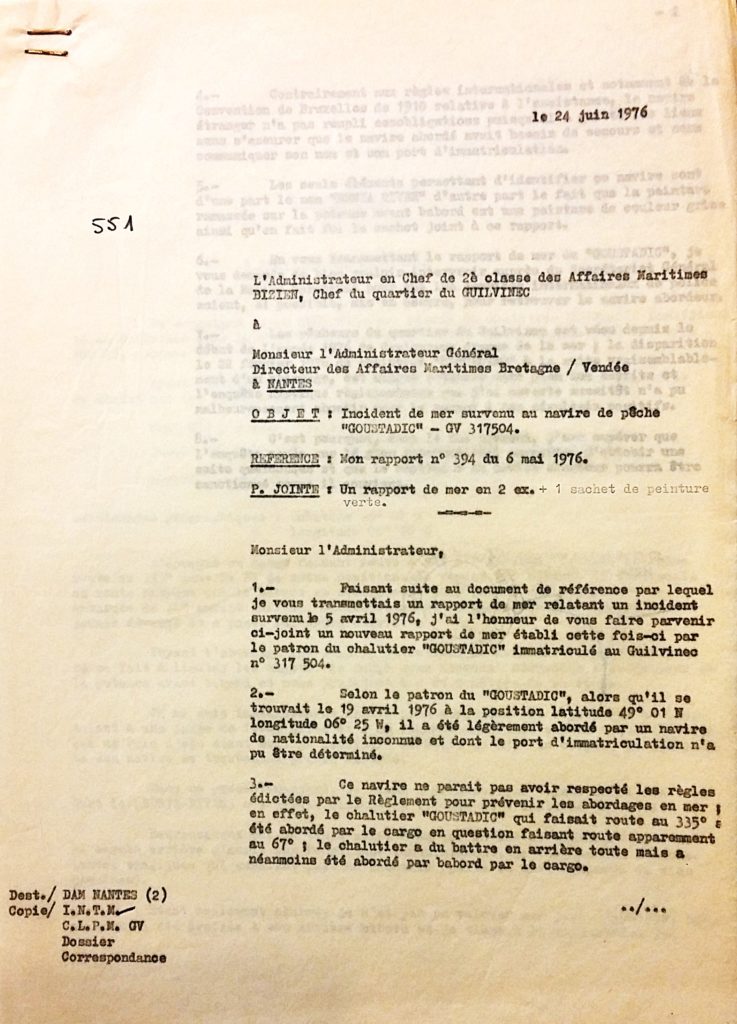 le 24 juin 1976
551
L'Administrateur en Chef de 2è classe des Affaires Maritimes
BIZIEN, Chef du quartier du GUILVINEC
à
Monsieur l'Administrateur Général
Directeur des Affaires Maritimes Bretagne / Vendée
à NANTES
O B J E T : Incident de mer survenu au navire de pêche
"GOUSTADIC" - GV 317504.
REFERENCE : Mon rapport n° 394 du 6 mai 1976.
P. JOINTE : Un rapport de mer en 2 ex. + 1 sachet de peinture
verte.
Monsieur l'Administrateur,
1.- Faisant suite au document de référence par lequel
je vous transmettais un rapport de mer relatant un incident
survenu le 5 avril 1976, j'ai l'honneur de vous faire parvenir
ci-joint un nouveau rapport de mer établi cette fois-ci par
le patron du chalutier "GOUSTADIC" immatriculé au Guilvinec
n° 317 504.
2.- Selon le patron du "GOUSTADIC", alors qu'il se
trouvait le 19 avril 1976 à la position latitude 49° 01 N
longitude 06° 25 W, il a été légèrement abordé par un navire
de nationalité inconnue et dont le port d'immatriculation n'a
pu être déterminé.
3.- Ce navire ne parait pas avoir respecté les règles
édictées par le Règlement pour prévenir les abordages en mer ;
en effet, le chalutier "GOUSTADIC" qui faisait route au 335° a
été abordé par le cargo en question faisant route apparemment
au 67° ; le chalutier a du battre en arrière toute mais a
néanmoins été abordé par babord par le cargo.
../...
Dest./ DAM NANTES (2)
Copie/ I.N.T.M.
C.L.P.M. GV
Dossier
Correspondance